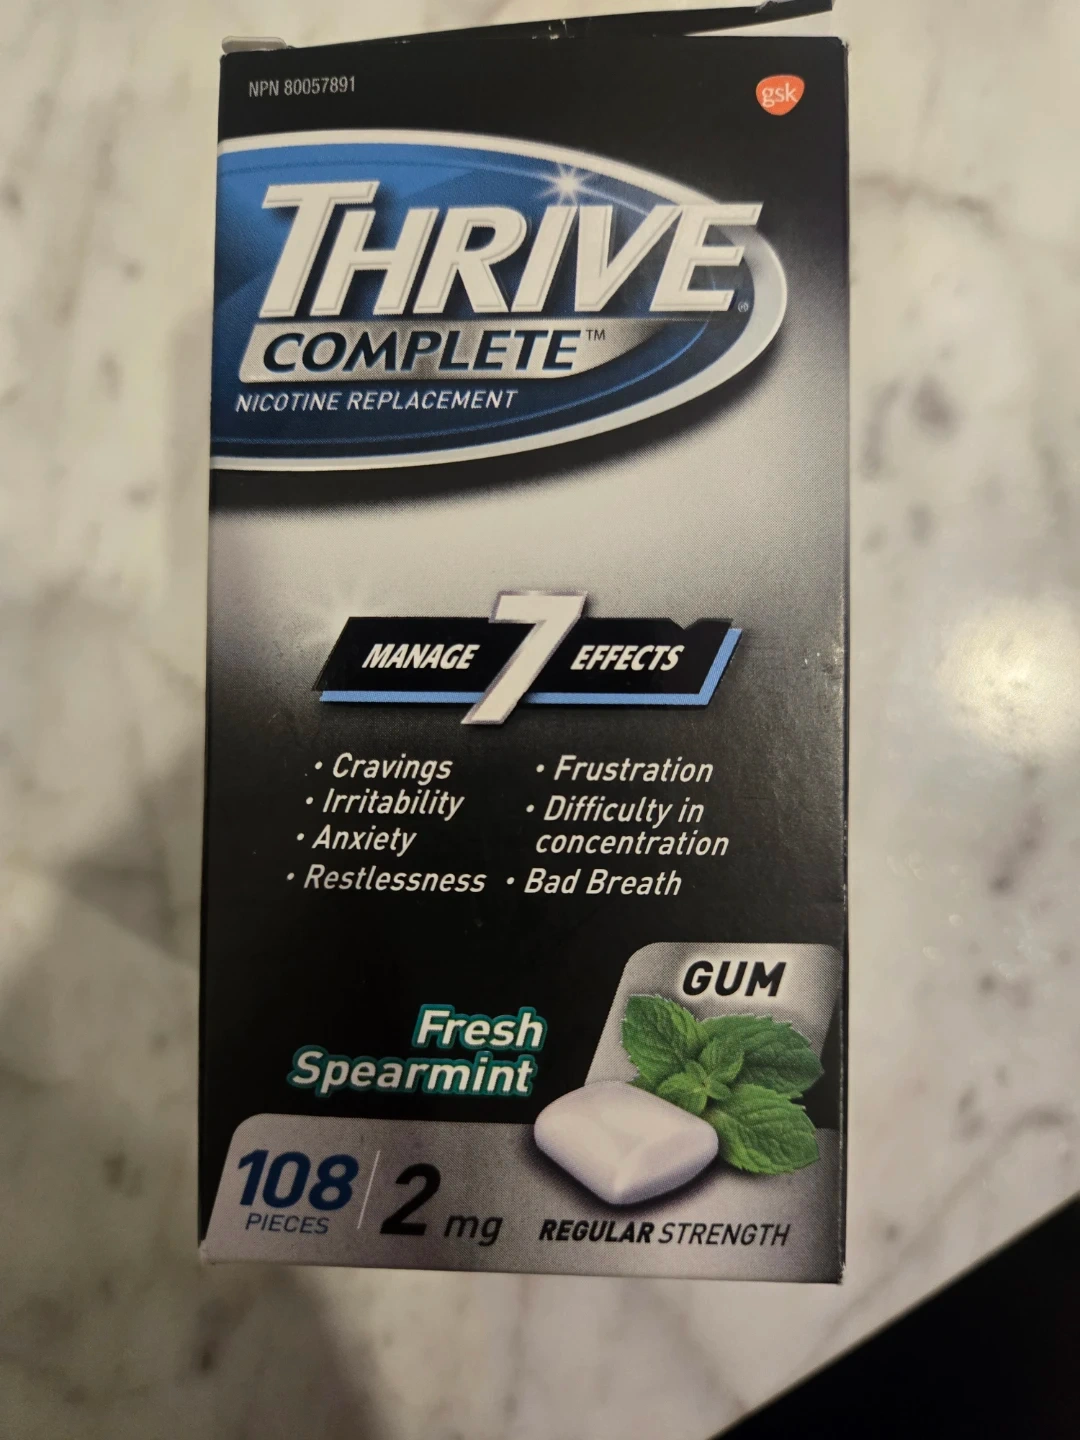 NPN 80057891
gsk
THRIVE®
COMPLETE™
NICOTINE REPLACEMENT
MANAGE 7 EFFECTS
• Cravings
• Irritability
• Anxiety
• Restlessness
• Frustration
• Difficulty in
concentration
• Bad Breath
GUM
Fresh
Spearmint
108
PIECES
2 mg
REGULAR STRENGTH